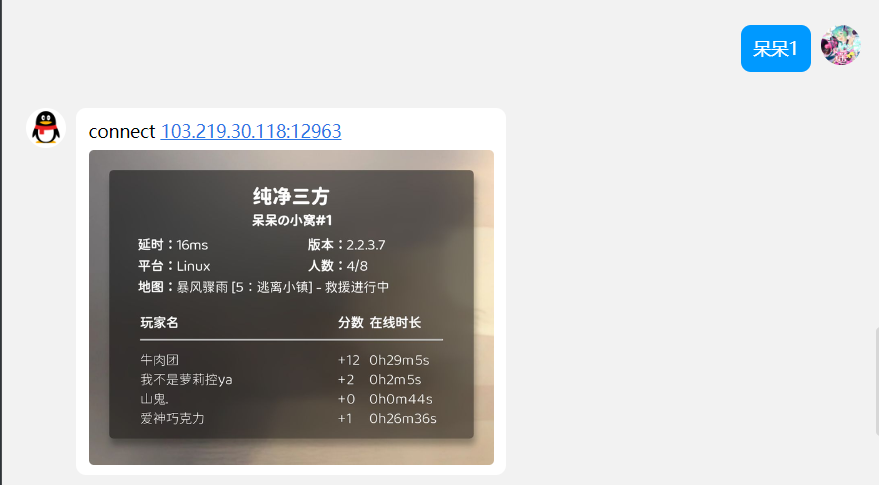 呆呆1
connect 103.219.30.118:12963
纯净三方
呆呆の小窝#1
延时：16ms 版本：2.2.3.7
平台：Linux 人数：4/8
地图：暴风骤雨 [5：逃离小镇] - 救援进行中
玩家名 分数 在线时长
牛肉团 +12 0h29m5s
我不是萝莉控ya +2 0h2m5s
山鬼. +0 0h0m44s
爱神巧克力 +1 0h26m36s